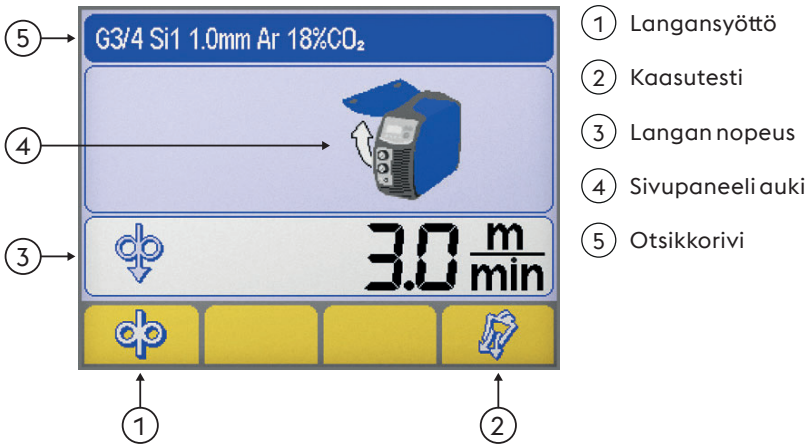 G3/4 Si1 1.0mm Ar 18%CO₂
3.0 m/min
5
4
3
1
2
1 Langansyöttö
2 Kaasutesti
3 Langan nopeus
4 Sivupaneeli auki
5 Otsikkorivi